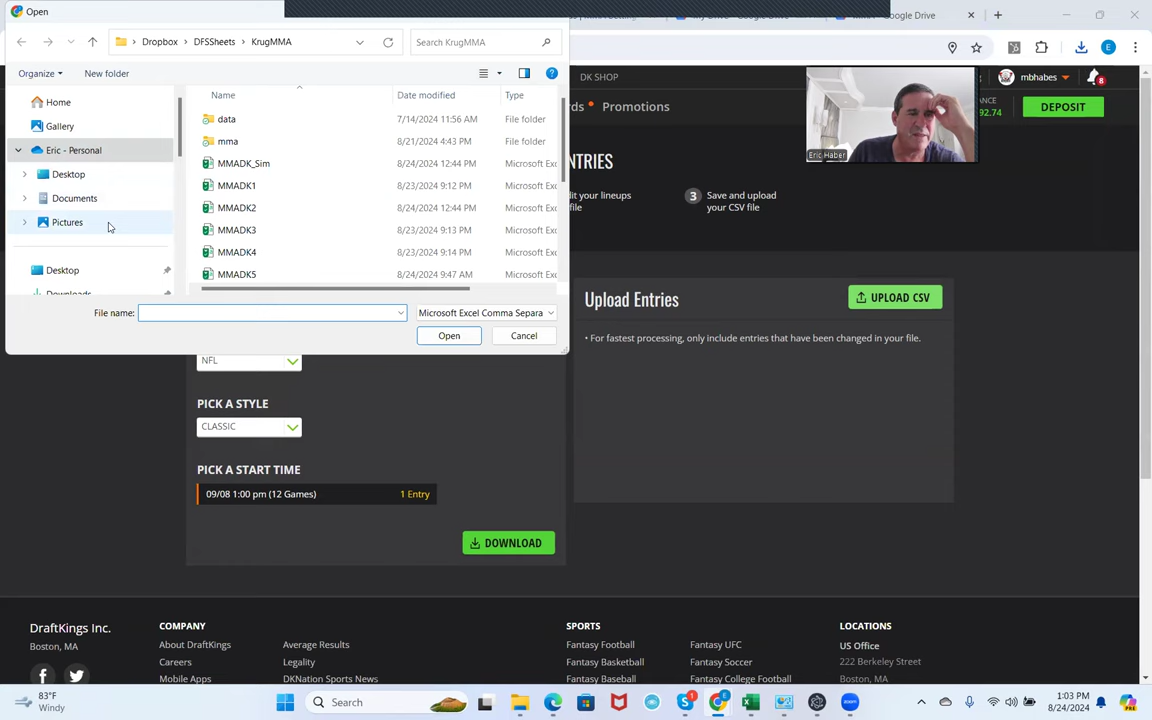 Open
Google Drive
Dropbox > DFSSheets > KrugMMA
Search KrugMMA
E
Organize
New folder
DK SHOP
mbhabes
8
Promotions
92.74
DEPOSIT
Home
Gallery
Eric - Personal
Desktop
Documents
Pictures
Desktop
Name Date modified Type
data 7/14/2024 11:56 AM File folder
mma 8/21/2024 4:43 PM File folder
MMADK_Sim 8/24/2024 12:44 PM Microsoft Exc
MMADK1 8/23/2024 9:12 PM Microsoft Exc
MMADK2 8/24/2024 12:44 PM Microsoft Exc
MMADK3 8/23/2024 9:13 PM Microsoft Exc
MMADK4 8/23/2024 9:14 PM Microsoft Exc
MMADK5 8/24/2024 9:47 AM Microsoft Exc
Eric Haber
NTRIES
dit your lineups
file
3
Save and upload
your CSV file
File name:
Microsoft Excel Comma Separa
Open
Cancel
Upload Entries
UPLOAD CSV
• For fastest processing, only include entries that have been changed in your file.
NFL
PICK A STYLE
CLASSIC
PICK A START TIME
09/08 1:00 pm (12 Games) 1 Entry
DOWNLOAD
DraftKings Inc.
Boston, MA
COMPANY
About DraftKings
Careers
Mobile Apps
Average Results
Legality
DKNation Sports News
SPORTS
Fantasy Football
Fantasy Basketball
Fantasy Baseball
Fantasy UFC
Fantasy Soccer
Fantasy College Football
LOCATIONS
US Office
222 Berkeley Street
Boston, MA
83°F
Windy
Search
1
E
1:03 PM
8/24/2024
PRE